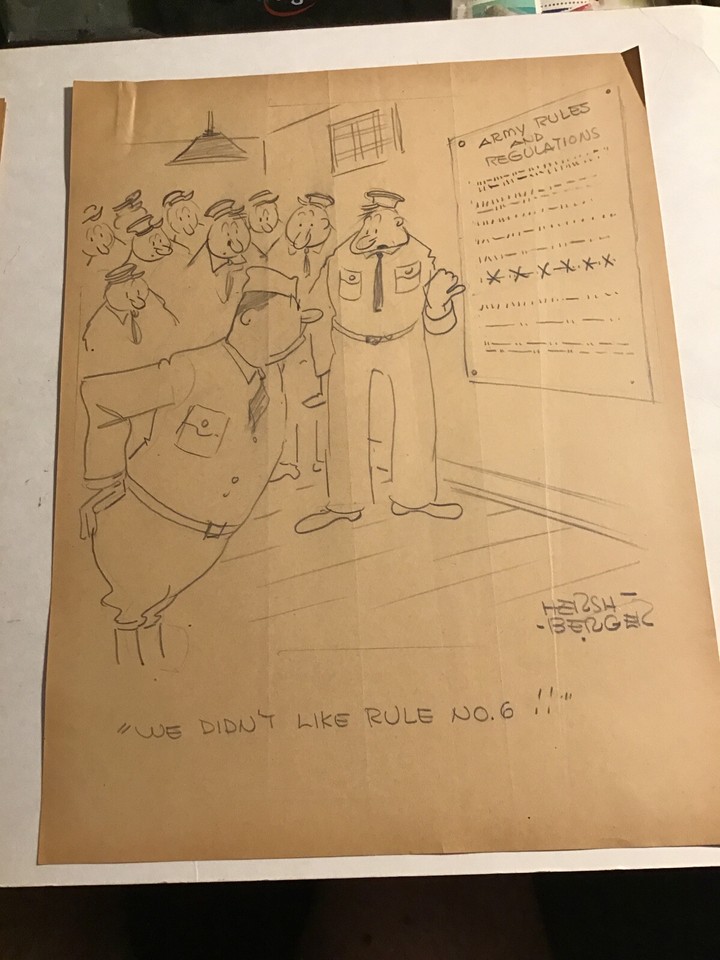 ARMY RULES
AND
REGULATIONS
HERSH-
-BERGER
"WE DIDN'T LIKE RULE NO. 6 !!"